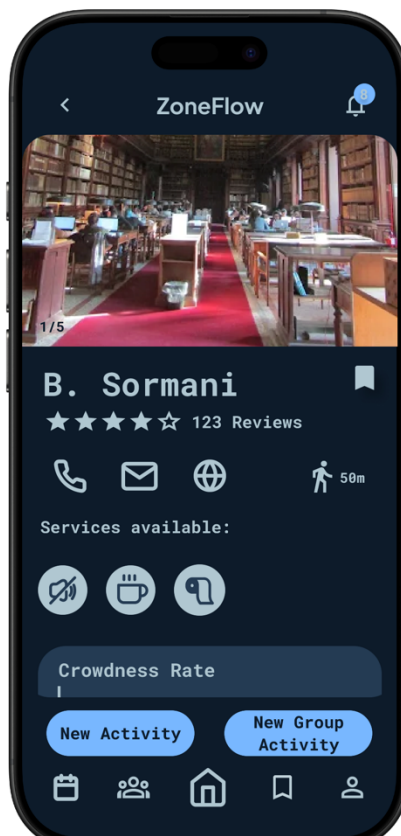 ZoneFlow
8
1/5
B. Sormani
123 Reviews
50m
Services available:
Crowdness Rate
New Activity
New Group
Activity